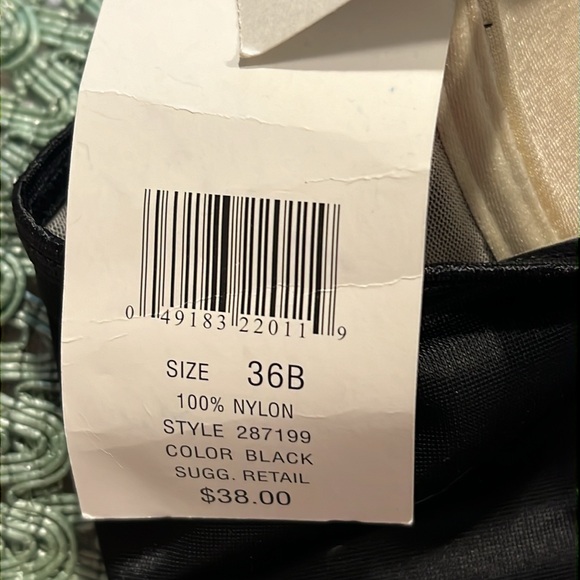 0 49183 22011 9
SIZE 36B
100% NYLON
STYLE 287199
COLOR BLACK
SUGG. RETAIL
$38.00